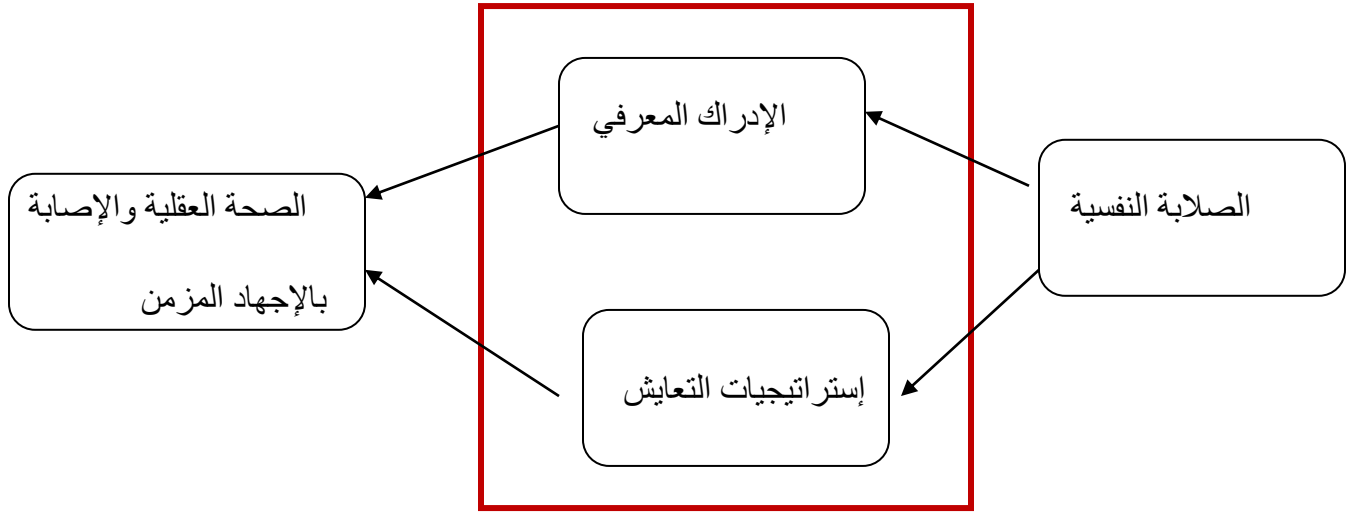 الإدراك المعرفي
الصلابة النفسية
الصحة العقلية والإصابة
بالإجهاد المزمن
إستراتيجيات التعايش